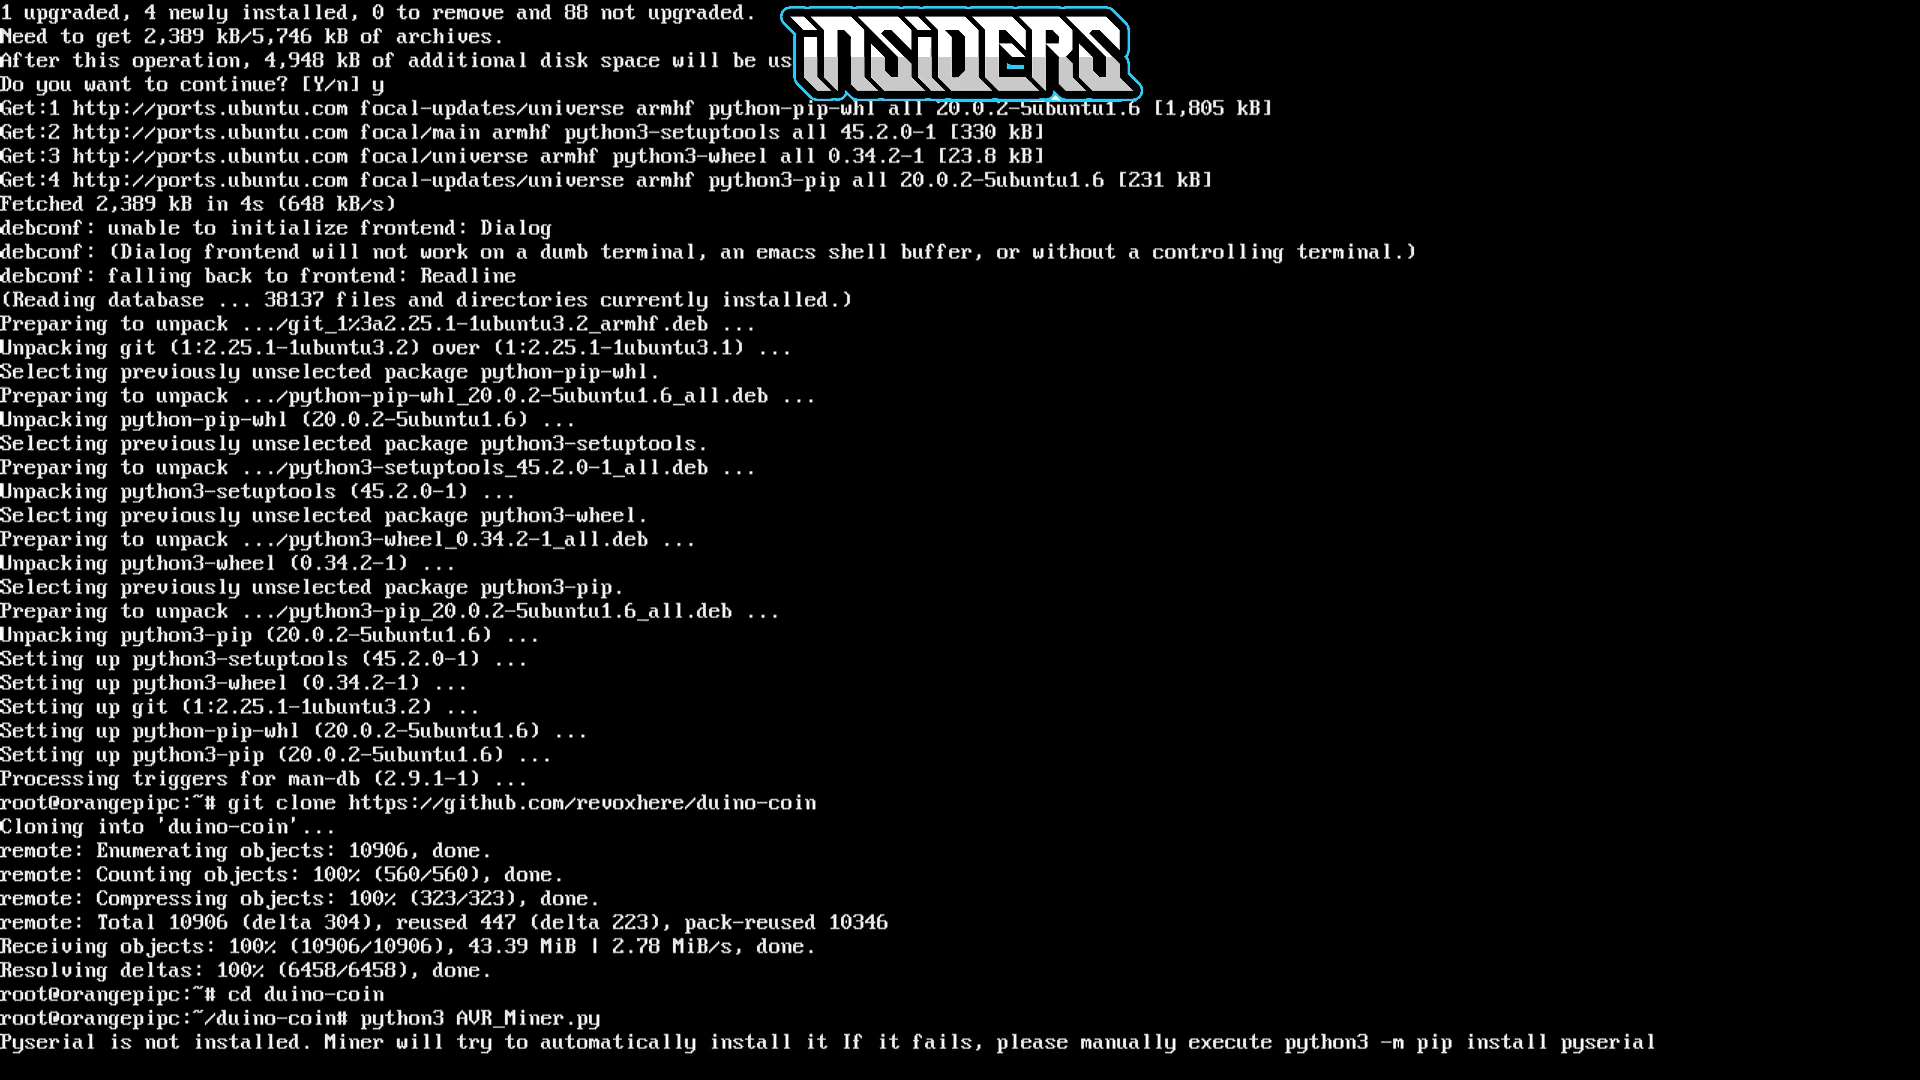 1 upgraded, 4 newly installed, 0 to remove and 88 not upgraded.
Need to get 2,389 kB/5,746 kB of archives.
After this operation, 4,948 kB of additional disk space will be us
INSIDERS
Do you want to continue? [Y/n] y
Get:1 http://ports.ubuntu.com focal-updates/universe armhf python-pip-whl all 20.0.2-5ubuntu1.6 [1,805 kB]
Get:2 http://ports.ubuntu.com focal/main armhf python3-setuptools all 45.2.0-1 [330 kB]
Get:3 http://ports.ubuntu.com focal/universe armhf python3-wheel all 0.34.2-1 [23.8 kB]
Get:4 http://ports.ubuntu.com focal-updates/universe armhf python3-pip all 20.0.2-5ubuntu1.6 [231 kB]
Fetched 2,389 kB in 4s (648 kB/s)
debconf: unable to initialize frontend: Dialog
debconf: (Dialog frontend will not work on a dumb terminal, an emacs shell buffer, or without a controlling terminal.)
debconf: falling back to frontend: Readline
(Reading database ... 38137 files and directories currently installed.)
Preparing to unpack .../git_1%3a2.25.1-1ubuntu3.2_armhf.deb ...
Unpacking git (1:2.25.1-1ubuntu3.2) over (1:2.25.1-1ubuntu3.1) ...
Selecting previously unselected package python-pip-whl.
Preparing to unpack .../python-pip-whl_20.0.2-5ubuntu1.6_all.deb ...
Unpacking python-pip-whl (20.0.2-5ubuntu1.6) ...
Selecting previously unselected package python3-setuptools.
Preparing to unpack .../python3-setuptools_45.2.0-1_all.deb ...
Unpacking python3-setuptools (45.2.0-1) ...
Selecting previously unselected package python3-wheel.
Preparing to unpack .../python3-wheel_0.34.2-1_all.deb ...
Unpacking python3-wheel (0.34.2-1) ...
Selecting previously unselected package python3-pip.
Preparing to unpack .../python3-pip_20.0.2-5ubuntu1.6_all.deb ...
Unpacking python3-pip (20.0.2-5ubuntu1.6) ...
Setting up python3-setuptools (45.2.0-1) ...
Setting up python3-wheel (0.34.2-1) ...
Setting up git (1:2.25.1-1ubuntu3.2) ...
Setting up python-pip-whl (20.0.2-5ubuntu1.6) ...
Setting up python3-pip (20.0.2-5ubuntu1.6) ...
Processing triggers for man-db (2.9.1-1) ...
root@orangepipc:~# git clone https://github.com/revoxhere/duino-coin
Cloning into 'duino-coin'...
remote: Enumerating objects: 10906, done.
remote: Counting objects: 100% (560/560), done.
remote: Compressing objects: 100% (323/323), done.
remote: Total 10906 (delta 304), reused 447 (delta 223), pack-reused 10346
Receiving objects: 100% (10906/10906), 43.39 MiB | 2.78 MiB/s, done.
Resolving deltas: 100% (6458/6458), done.
root@orangepipc:~# cd duino-coin
root@orangepipc:~/duino-coin# python3 AVR_Miner.py
Pyserial is not installed. Miner will try to automatically install it If it fails, please manually execute python3 -m pip install pyserial